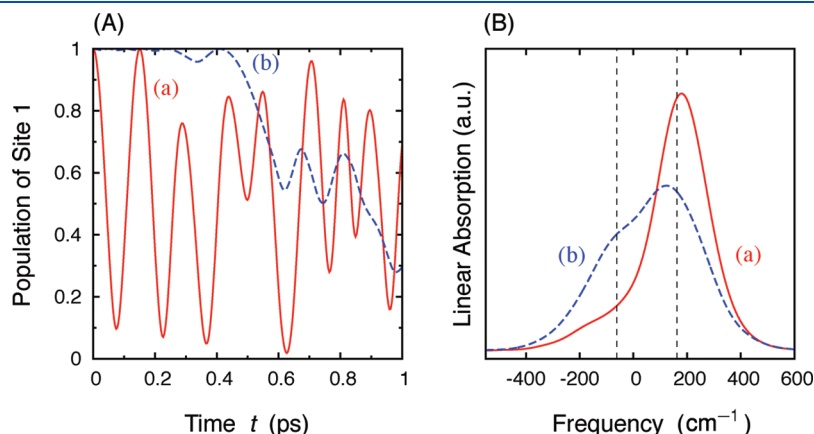 (A)
Population of Site 1
1
0.8
0.6
0.4
0.2
0
(a)
(b)
0 0.2 0.4 0.6 0.8 1
Time t (ps)
(B)
Linear Absorption (a.u.)
(b)
(a)
-400 -200 0 200 400 600
Frequency (cm−1)